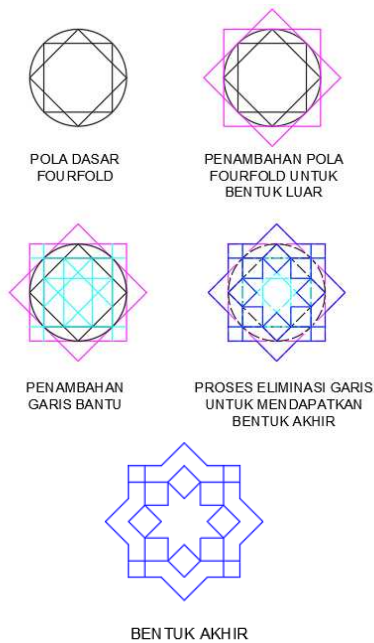 POLA DASAR
FOURFOLD
PENAMBAHAN POLA
FOURFOLD UNTUK
BENTUK LUAR
PENAMBAHAN
GARIS BANTU
PROSES ELIMINASI GARIS
UNTUK MENDAPATKAN
BENTUK AKHIR
BENTUK AKHIR